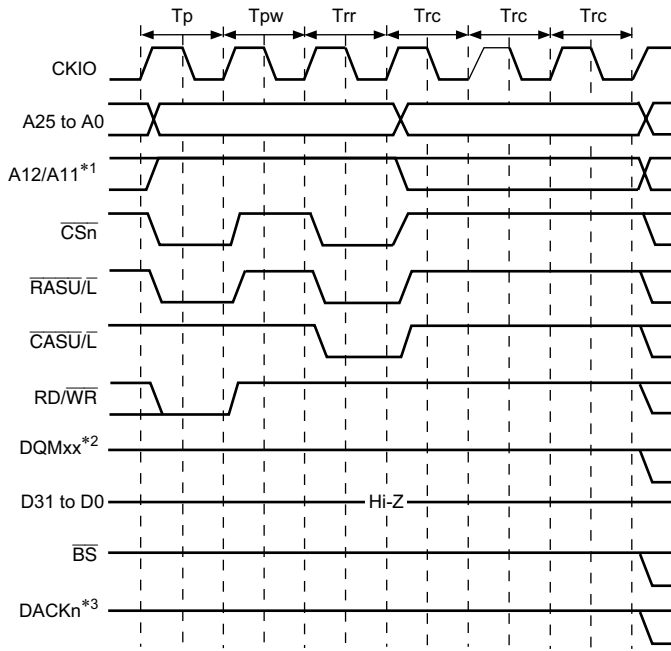 Tp Tpw Trr Trc Trc Trc
CKIO
A25 to A0
A12/A11*1
CSn
RASU/L
CASU/L
RD/WR
DQMxx*2
D31 to D0
Hi-Z
BS
DACKn*3